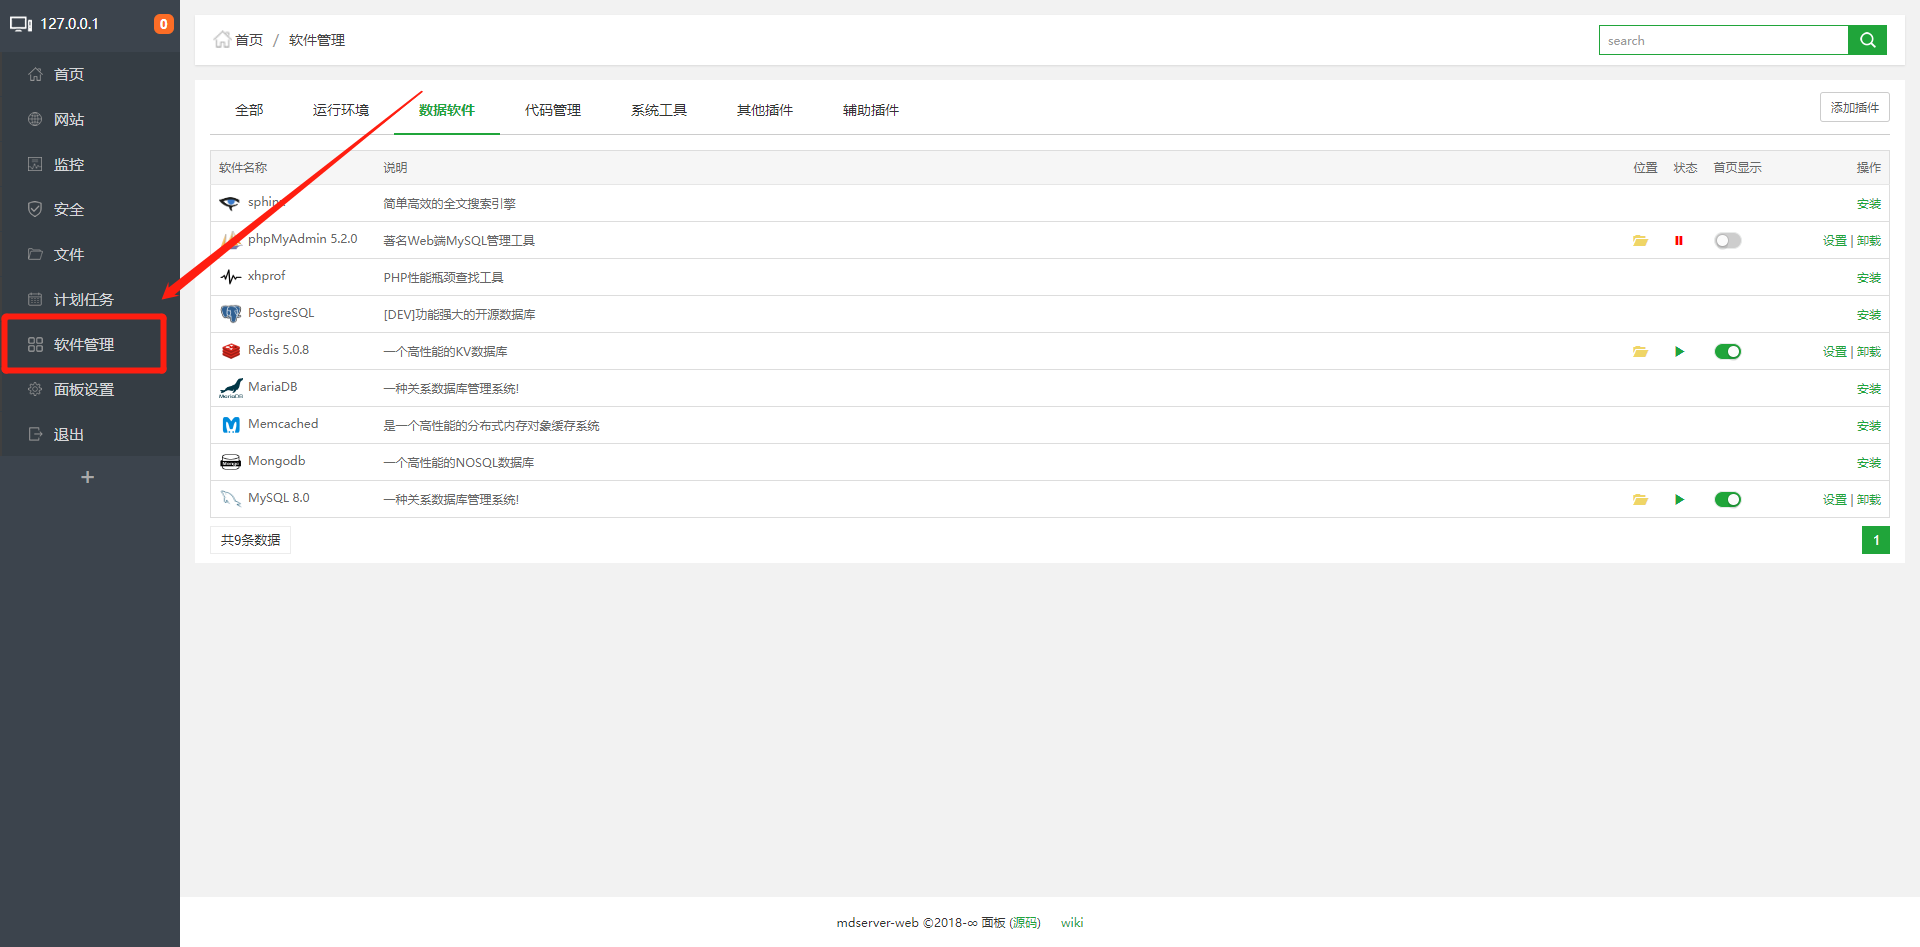 127.0.0.1 0
首页
网站
监控
安全
文件
计划任务
软件管理
面板设置
退出
+
首页 / 软件管理
search
全部 运行环境 数据软件 代码管理 系统工具 其他插件 辅助插件 添加插件
软件名称 说明 位置 状态 首页显示 操作
简单高效的全文搜索引擎 安装
phpMyAdmin 5.2.0 著名Web端MySQL管理工具 设置 | 卸载
xhprof PHP性能瓶颈查找工具 安装
PostgreSQL [DEV]功能强大的开源数据库 安装
Redis 5.0.8 一个高性能的KV数据库 设置 | 卸载
MariaDB MariaDB 一种关系数据库管理系统! 安装
Memcached 是一个高性能的分布式内存对象缓存系统 安装
Mongodb 一个高性能的NOSQL数据库 安装
MySQL 8.0 一种关系数据库管理系统! 设置 | 卸载
共9条数据 1
mdserver-web ©2018-∞ 面板 (源码) wiki